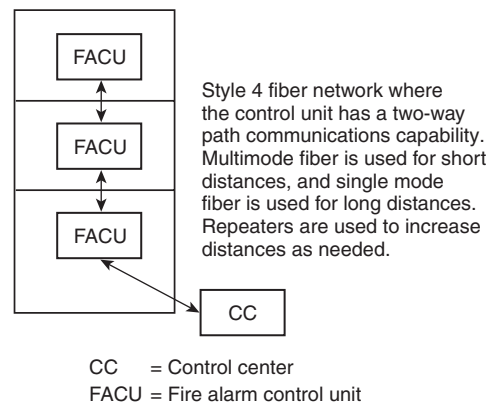 FACU
FACU
FACU
Style 4 fiber network where
the control unit has a two-way
path communications capability.
Multimode fiber is used for short
distances, and single mode
fiber is used for long distances.
Repeaters are used to increase
distances as needed.
CC
CC = Control center
FACU = Fire alarm control unit